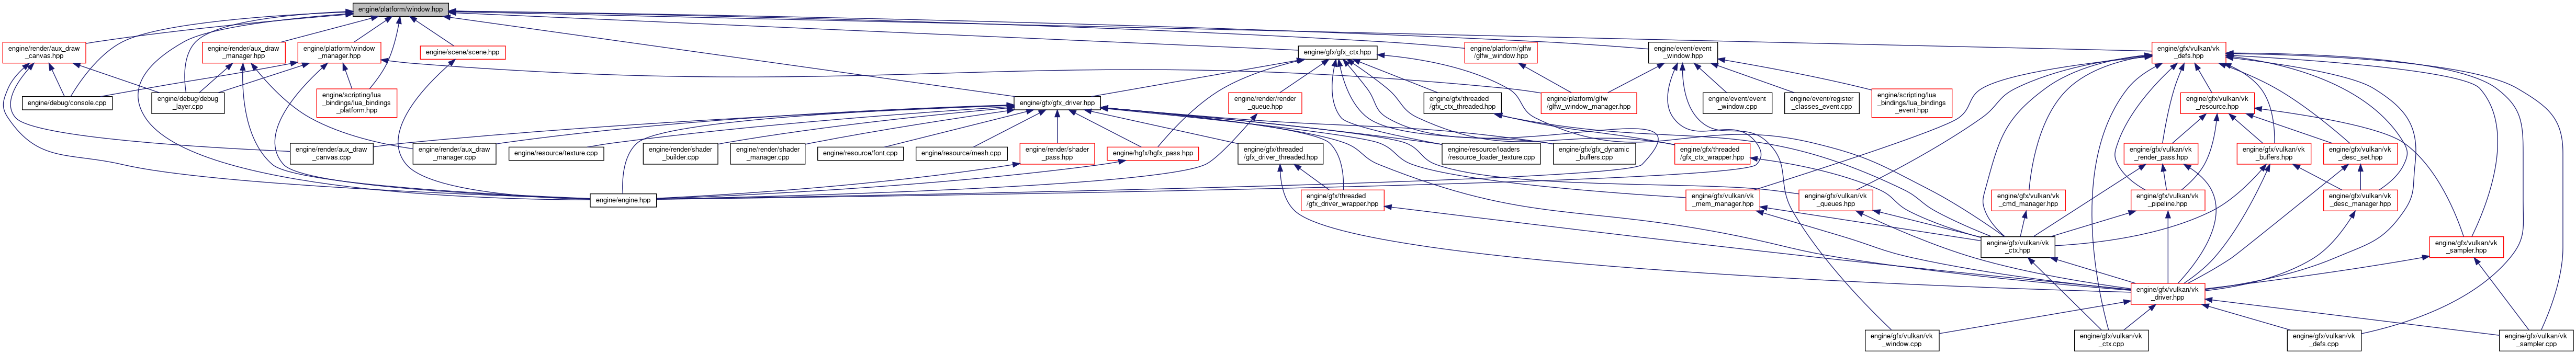 engine/platform/window.hpp
engine/render/aux_draw
_canvas.hpp
engine/render/aux_draw
_manager.hpp
engine/platform/window
_manager.hpp
engine/scene/scene.hpp
engine/gfx/gfx_ctx.hpp
engine/platform/glfw
/glfw_window.hpp
engine/event/event
_window.hpp
engine/gfx/vulkan/vk
_defs.hpp
engine/debug/console.cpp
engine/debug/debug
_layer.cpp
engine/scripting/lua
_bindings/lua_bindings
_platform.hpp
engine/gfx/gfx_driver.hpp
engine/render/render
_queue.hpp
engine/gfx/threaded
/gfx_ctx_threaded.hpp
engine/platform/glfw
/glfw_window_manager.hpp
engine/event/event
_window.cpp
engine/event/register
_classes_event.cpp
engine/scripting/lua
_bindings/lua_bindings
_event.hpp
engine/gfx/vulkan/vk
_resource.hpp
engine/render/aux_draw
_canvas.cpp
engine/render/aux_draw
_manager.cpp
engine/resource/texture.cpp
engine/render/shader
_builder.cpp
engine/render/shader
_manager.cpp
engine/resource/font.cpp
engine/resource/mesh.cpp
engine/render/shader
_pass.hpp
engine/hgfx/hgfx_pass.hpp
engine/gfx/threaded
/gfx_driver_threaded.hpp
engine/resource/loaders
/resource_loader_texture.cpp
engine/gfx/gfx_dynamic
_buffers.cpp
engine/gfx/threaded
/gfx_ctx_wrapper.hpp
engine/gfx/vulkan/vk
_render_pass.hpp
engine/gfx/vulkan/vk
_buffers.hpp
engine/gfx/vulkan/vk
_desc_set.hpp
engine/engine.hpp
engine/gfx/threaded
/gfx_driver_wrapper.hpp
engine/gfx/vulkan/vk
_mem_manager.hpp
engine/gfx/vulkan/vk
_queues.hpp
engine/gfx/vulkan/vk
_cmd_manager.hpp
engine/gfx/vulkan/vk
_pipeline.hpp
engine/gfx/vulkan/vk
_desc_manager.hpp
engine/gfx/vulkan/vk
_ctx.hpp
engine/gfx/vulkan/vk
_sampler.hpp
engine/gfx/vulkan/vk
_driver.hpp
engine/gfx/vulkan/vk
_window.cpp
engine/gfx/vulkan/vk
_ctx.cpp
engine/gfx/vulkan/vk
_defs.cpp
engine/gfx/vulkan/vk
_sampler.cpp